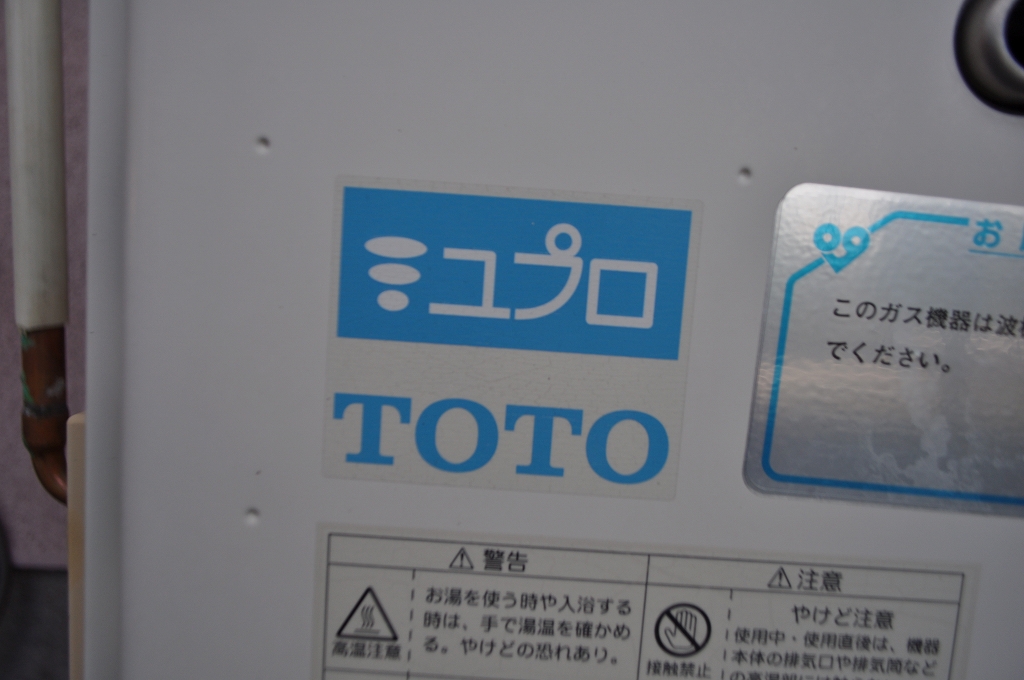 ミュプロ
TOTO
このガス機器は波
でください。
警告
高温注意
お湯を使う時や入浴する
時は、手で湯温を確かめ
る。やけどの恐れあり。
注意
接触禁止
やけど注意
使用中・使用直後は、機器
本体の排気口や排気筒など